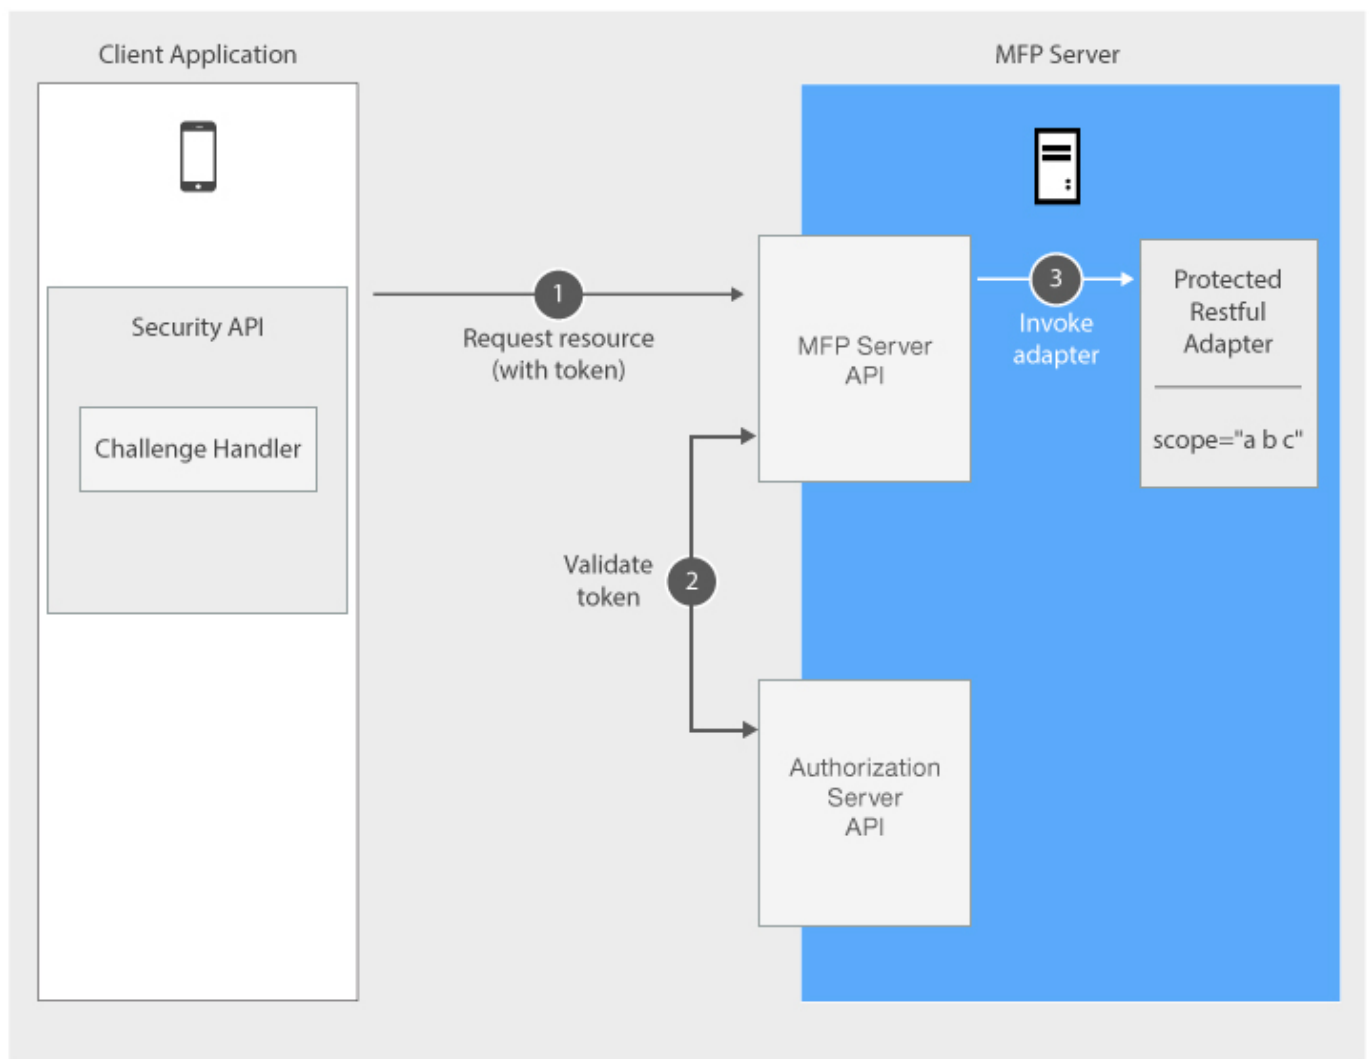 Client Application
MFP Server
Security API
Challenge Handler
1
Request resource
(with token)
MFP Server
API
3
Invoke
adapter
Protected
Restful
Adapter
scope="a b c"
Validate
token
2
Authorization
Server
API